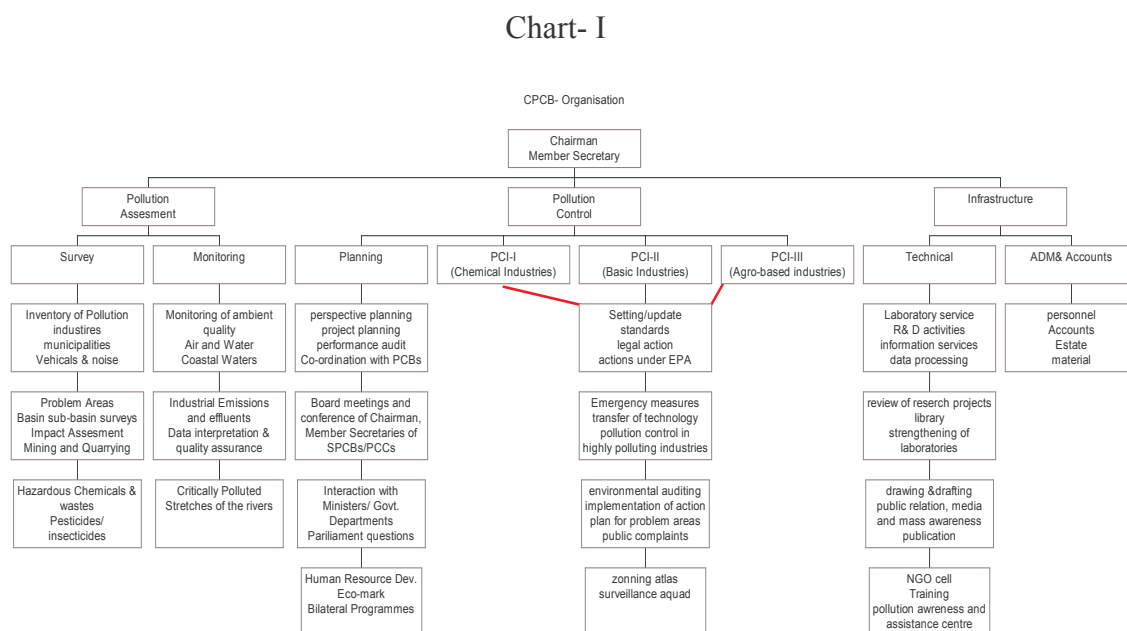 Chart- I
CPCB- Organisation
Chairman
Member Secretary
Pollution
Assesment
Pollution
Control
Infrastructure
Survey
Monitoring
Planning
PCI-I
(Chemical Industries)
PCI-II
(Basic Industries)
PCI-III
(Agro-based industries)
Technical
ADM& Accounts
Inventory of Pollution
industires
municipalities
Vehicals & noise
Monitoring of ambient
quality
Air and Water
Coastal Waters
perspective planning
project planning
performance audit
Co-ordination with PCBs
Setting/update
standards
legal action
actions under EPA
Laboratory service
R& D activities
information services
data processing
personnel
Accounts
Estate
material
Problem Areas
Basin sub-basin surveys
Impact Assesment
Mining and Quarrying
Industrial Emissions
and effluents
Data interpretation &
quality assurance
Board meetings and
conference of Chairman,
Member Secretaries of
SPCBs/PCCs
Emergency measures
transfer of technology
pollution control in
highly polluting industries
review of reserch projects
library
strengthening of
laboratories
Hazardous Chemicals &
wastes
Pesticides/
insecticides
Critically Polluted
Stretches of the rivers
Interaction with
Ministers/ Govt.
Departments
Pariliament questions
environmental auditing
implementation of action
plan for problem areas
public complaints
drawing &drafting
public relation, media
and mass awareness
publication
Human Resource Dev.
Eco-mark
Bilateral Programmes
zonning atlas
surveillance aquad
NGO cell
Training
pollution awreness and
assistance centre